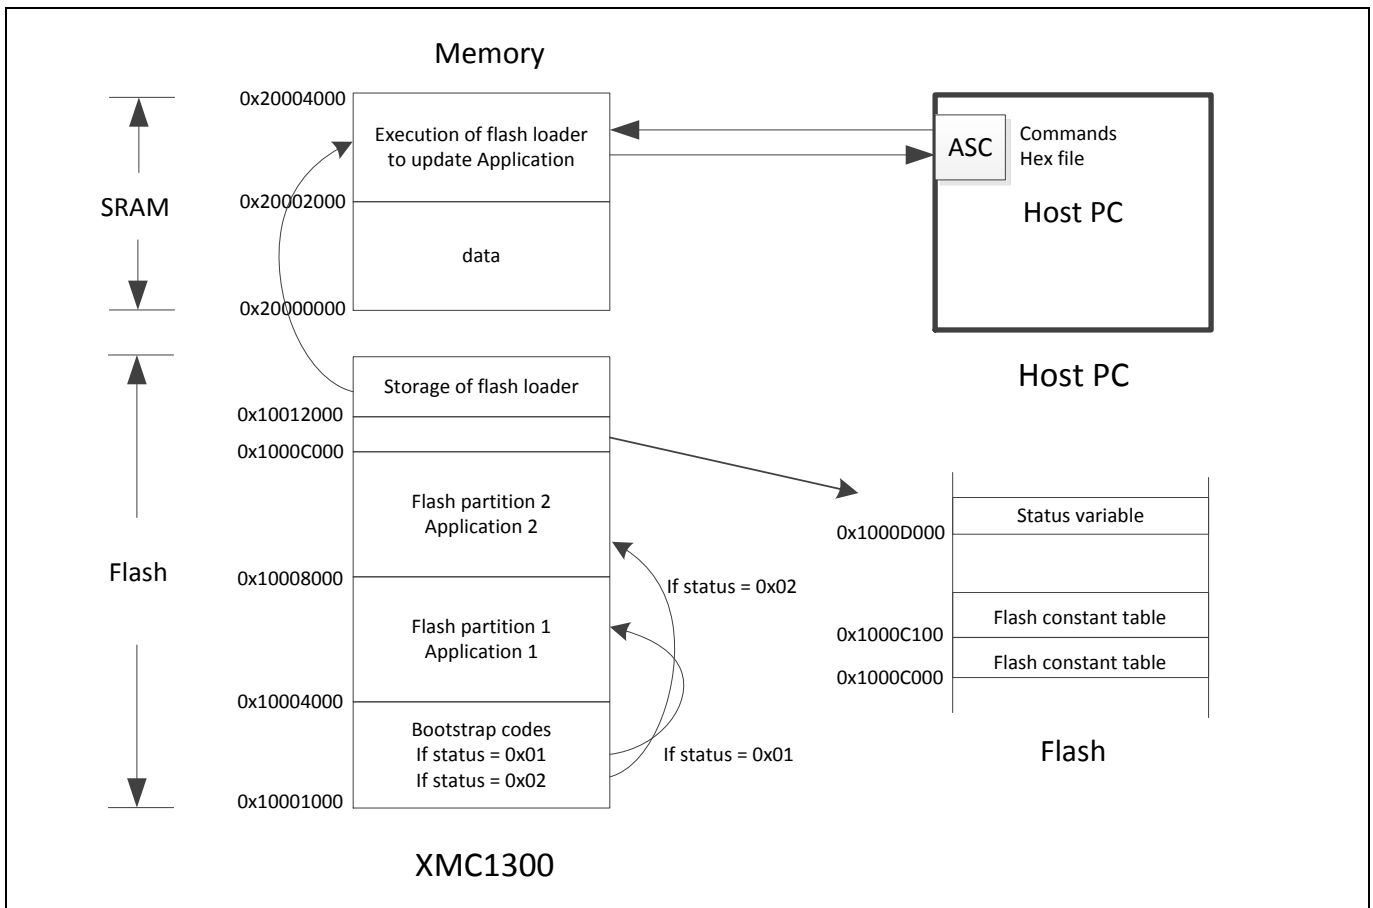 Memory
0x20004000
Execution of flash loader
to update Application
ASC
Commands
Hex file
SRAM
0x20002000
Host PC
data
0x20000000
Host PC
Storage of flash loader
0x10012000
0x1000C000
Flash partition 2
Application 2
Status variable
0x1000D000
Flash
0x10008000
If status = 0x02
Flash partition 1
Application 1
Flash constant table
0x1000C100
Flash constant table
0x1000C000
0x10004000
Bootstrap codes
If status = 0x01
If status = 0x02
If status = 0x01
Flash
0x10001000
XMC1300